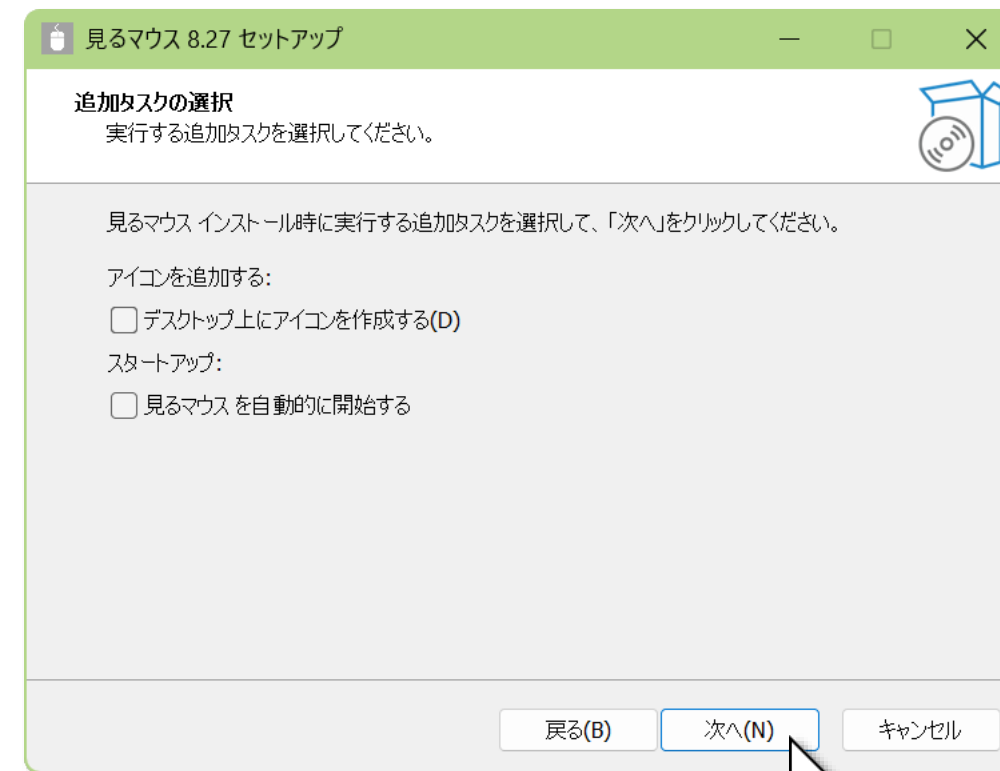 見るマウス 8.27 セットアップ
追加タスクの選択
実行する追加タスクを選択してください。
見るマウス インストール時に実行する追加タスクを選択して、「次へ」をクリックしてください。
アイコンを追加する:
デスクトップ上にアイコンを作成する(D)
スタートアップ:
見るマウス を自動的に開始する
戻る(B) 次へ(N) キャンセル